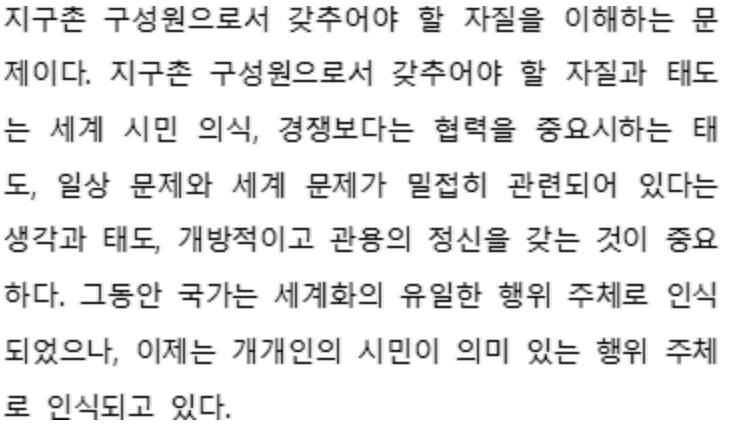 지구촌 구성원으로서 갖추어야 할 자질을 이해하는 문
제이다. 지구촌 구성원으로서 갖추어야 할 자질과 태도
는 세계 시민 의식, 경쟁보다는 협력을 중요시하는 태
도, 일상 문제와 세계 문제가 밀접히 관련되어 있다는
생각과 태도, 개방적이고 관용의 정신을 갖는 것이 중요
하다. 그동안 국가는 세계화의 유일한 행위 주체로 인식
되었으나, 이제는 개개인의 시민이 의미 있는 행위 주체
로 인식되고 있다.